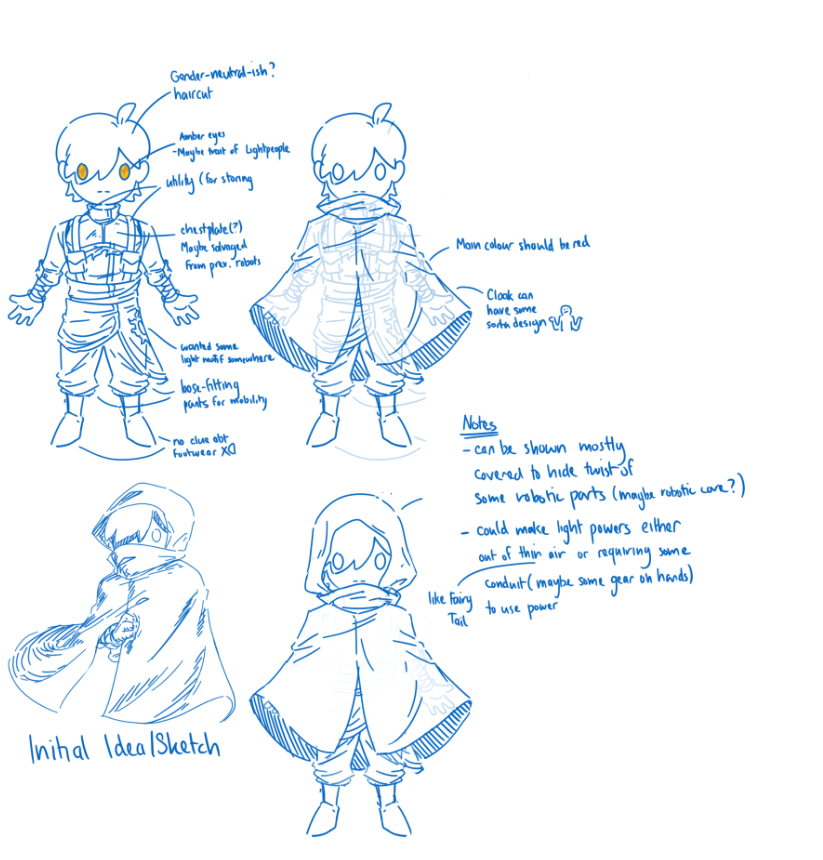 Gender-neutral-ish?
haircut
Amber eyes
-Maybe trait of Lightpeople
utility (for storing
chestplate(?)
Maybe salvaged
from prev. robots
wanted some
light motif somewhere
loose-fitting
pants for mobility
no clue abt
footwear XD
Main colour should be red
Cloak can
have some
sorta design
Notes
- can be shown mostly
covered to hide twist of
some robotic parts (maybe robotic core?)
- could make light powers either
out of thin air or requiring some
conduit (maybe some gear on hands)
to use power
like Fairy
Tail
Initial Idea/Sketch